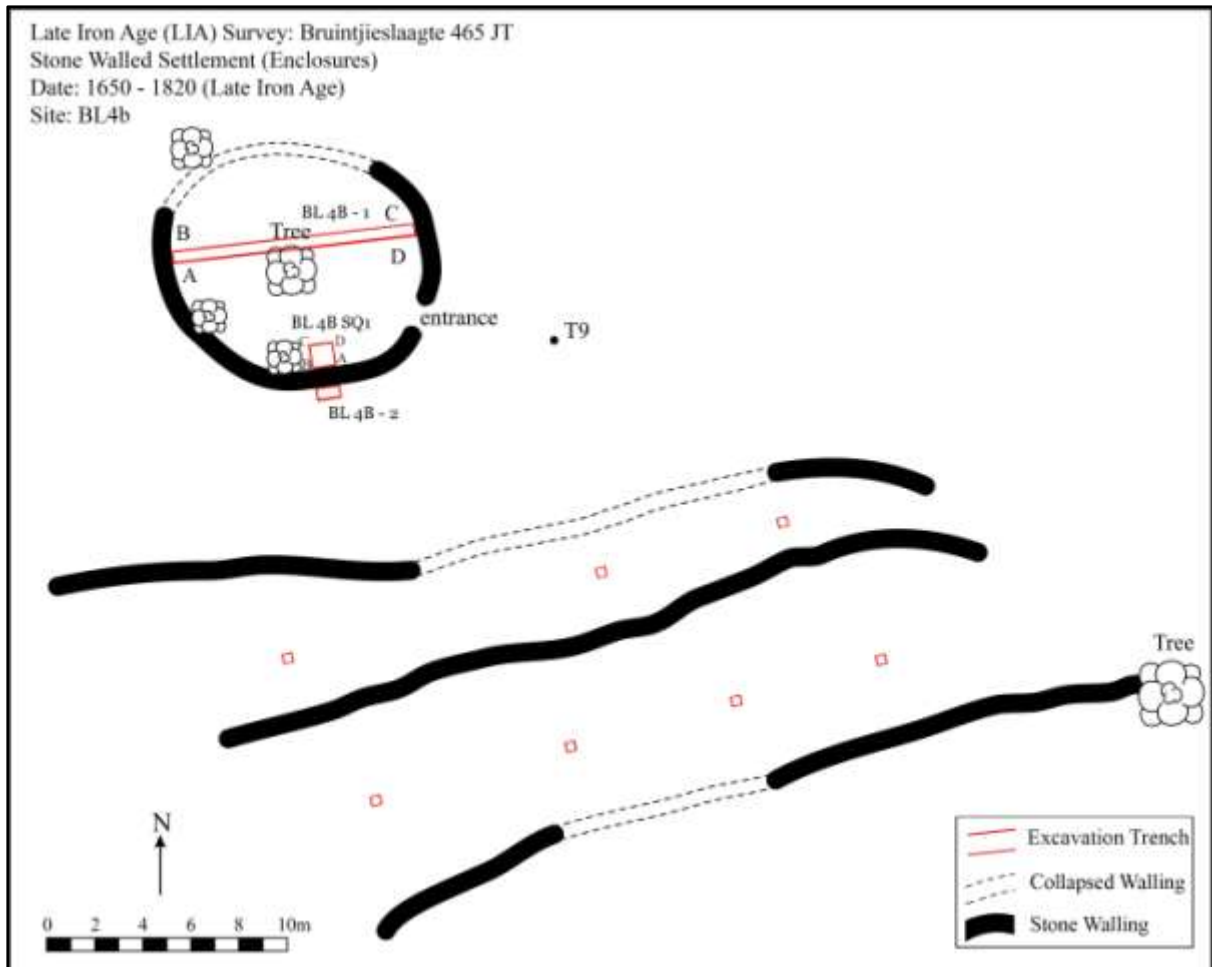 Late Iron Age (LIA) Survey: Bruintjieslaagte 465 JT
Stone Walled Settlement (Enclosures)
Date: 1650 - 1820 (Late Iron Age)
Site: BL4b
BL 4B - 1
C
B
Tree
A
D
entrance
T9
BL 4B SQ1
C
D
B
A
BL 4B - 2
Tree
N
0 2 4 6 8 10m
Excavation Trench
Collapsed Walling
Stone Walling